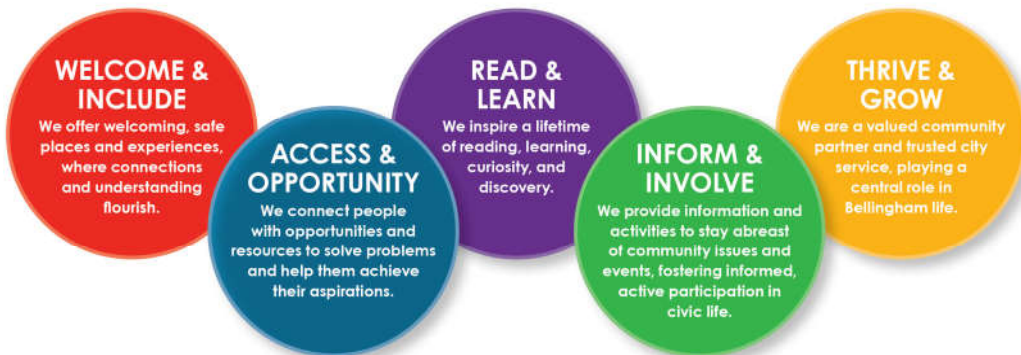 WELCOME &
INCLUDE
We offer welcoming, safe
places and experiences,
where connections
and understanding
flourish.
ACCESS &
OPPORTUNITY
We connect people
with opportunities and
resources to solve problems
and help them achieve
their aspirations.
READ &
LEARN
We inspire a lifetime
of reading, learning,
curiosity, and
discovery.
INFORM &
INVOLVE
We provide information and
activities to stay abreast
of community issues and
events, fostering informed,
active participation in
civic life.
THRIVE &
GROW
We are a valued community
partner and trusted city
service, playing a
central role in
Bellingham life.